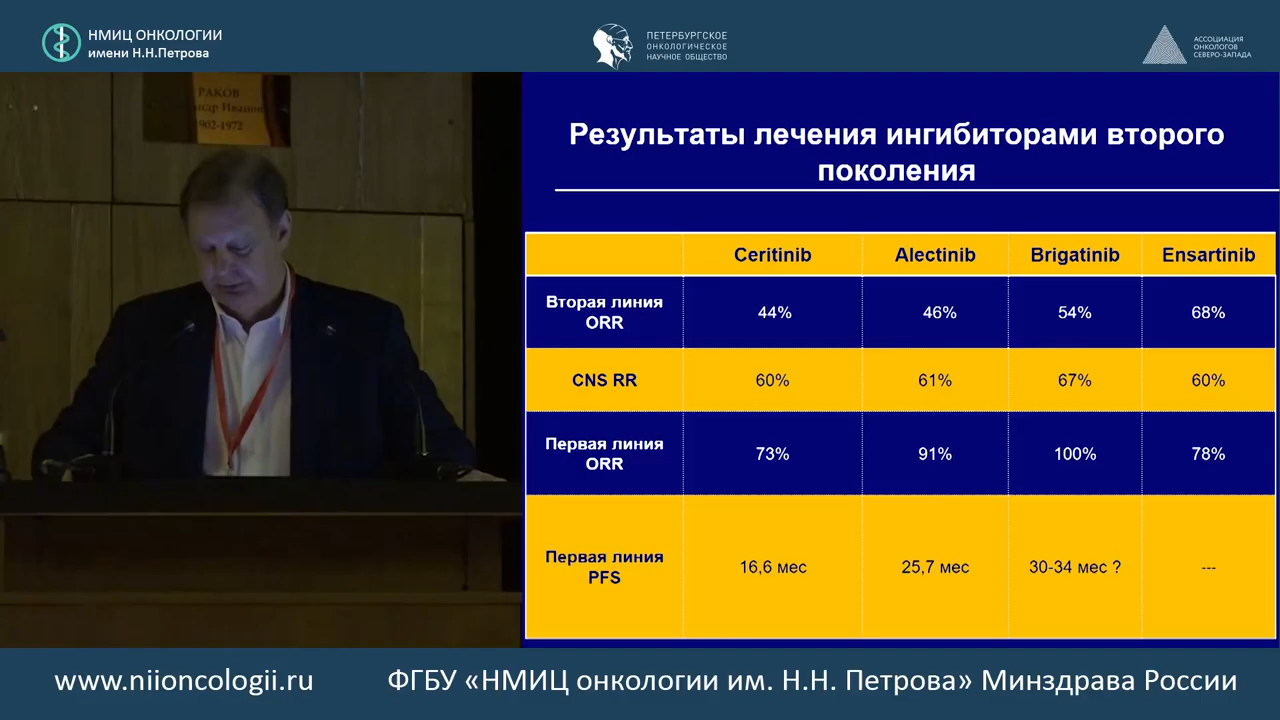 НМИЦ ОНКОЛОГИИ
имени Н.Н.Петрова
ПЕТЕРБУРГСКОЕ
ОНКОЛОГИЧЕСКОЕ
НАУЧНОЕ ОБЩЕСТВО
АССОЦИАЦИЯ
ОНКОЛОГОВ
СЕВЕРО-ЗАПАДА
РАКОВ
1902-1972
Результаты лечения ингибиторами второго
поколения
Ceritinib Alectinib Brigatinib Ensartinib
Вторая линия
ORR 44% 46% 54% 68%
CNS RR 60% 61% 67% 60%
Первая линия
ORR 73% 91% 100% 78%
Первая линия
PFS 16,6 мес 25,7 мес 30-34 мес ? ---
www.niioncologii.ru ФГБУ «НМИЦ онкологии им. Н.Н. Петрова» Минздрава России